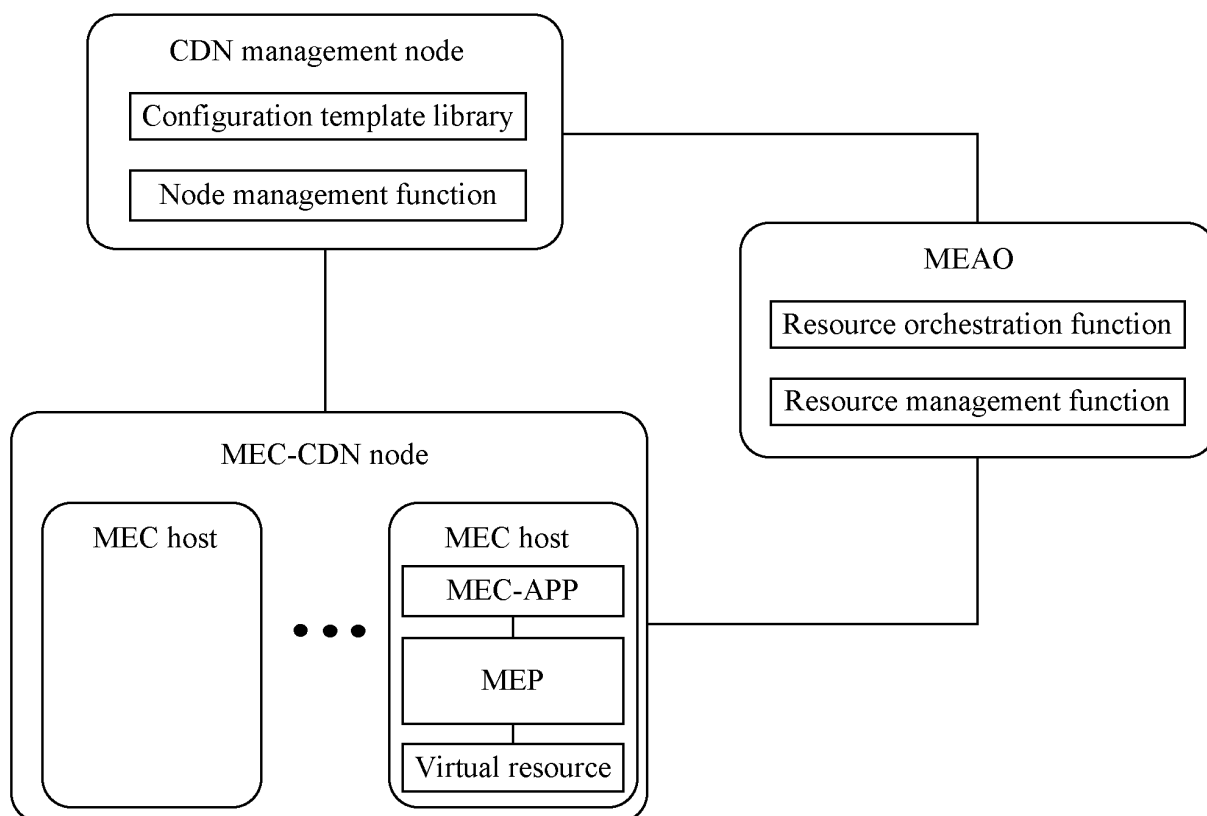 CDN management node
Configuration template library
Node management function
MEAO
Resource orchestration function
Resource management function
MEC-CDN node
MEC host
MEC host
MEC-APP
MEP
Virtual resource